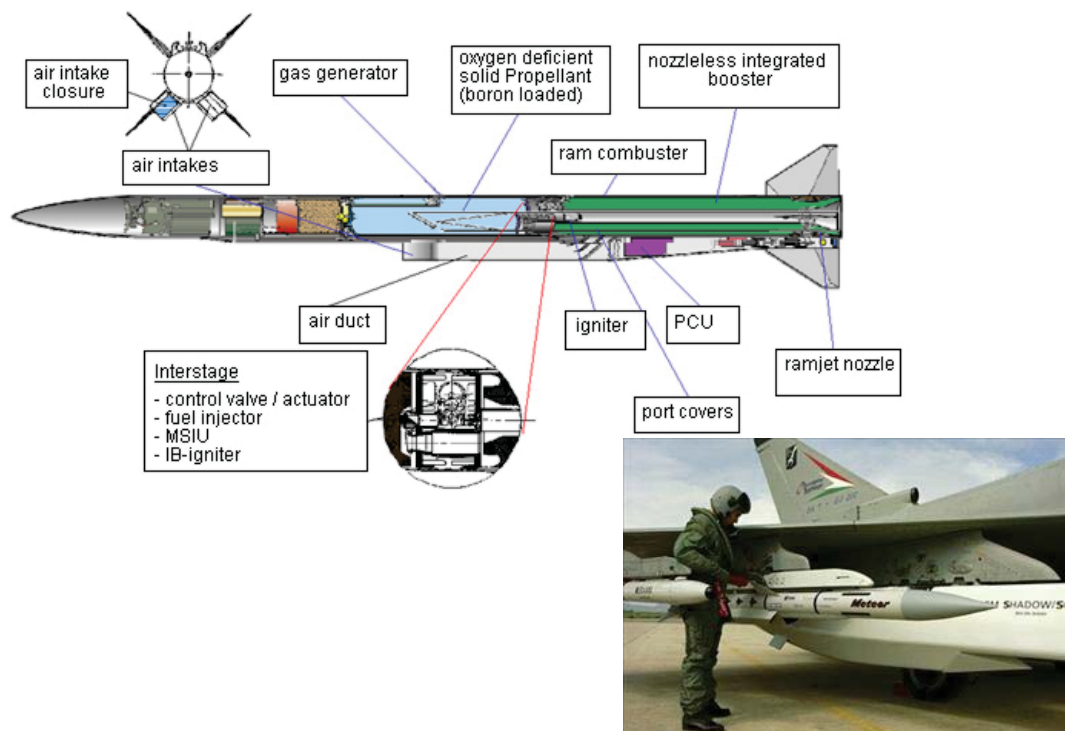 air intake
closure
gas generator
oxygen deficient
solid Propellant
(boron loaded)
nozzleless integrated
booster
air intakes
ram combuster
air duct
igniter
PCU
ramjet nozzle
port covers
Interstage
- control valve / actuator
- fuel injector
- MSIU
- IB-igniter
Meteor
SHADOW/S